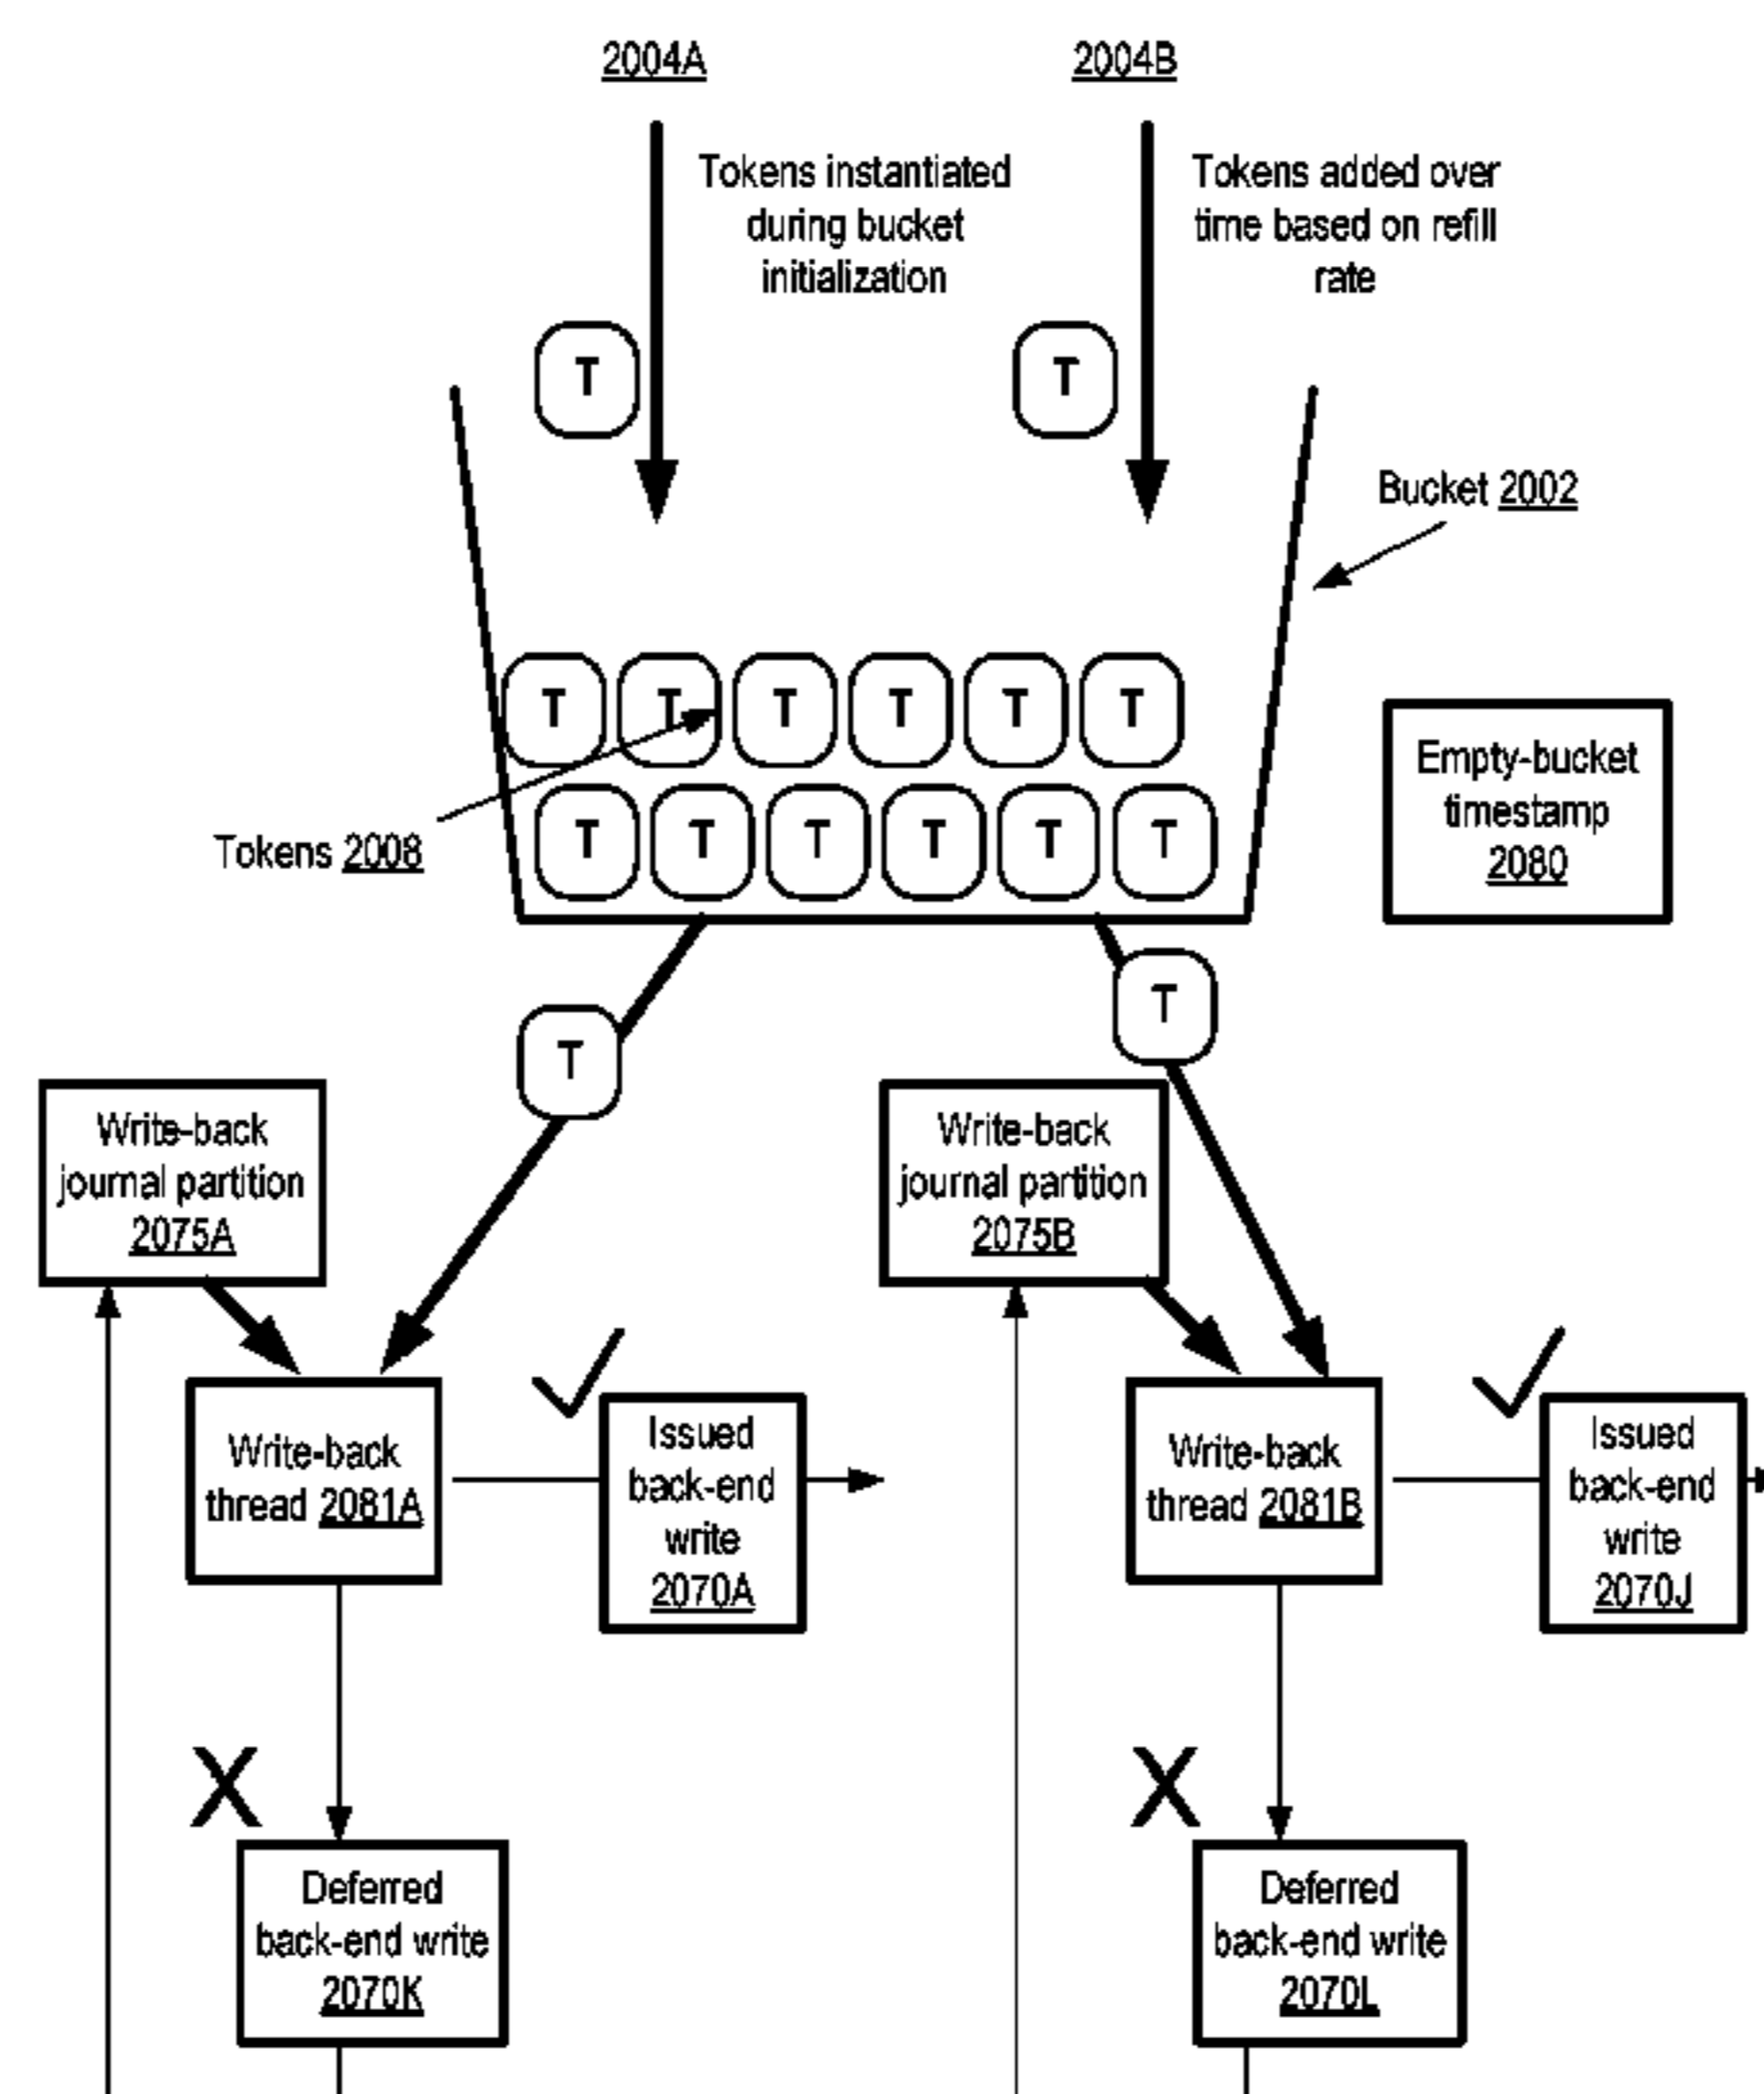 2004A
2004B
Tokens instantiated
during bucket
initialization
Tokens added over
time based on refill
rate
T
T
Bucket 2002
T T T T T T
Empty-bucket
timestamp
2080
Tokens 2008
T T T T T T
T
T
Write-back
journal partition
2075A
Write-back
journal partition
2075B
Write-back
thread 2081A
Issued
back-end
write
2070A
Write-back
thread 2081B
Issued
back-end
write
2070J
X
X
Deferred
back-end write
2070K
Deferred
back-end write
2070L